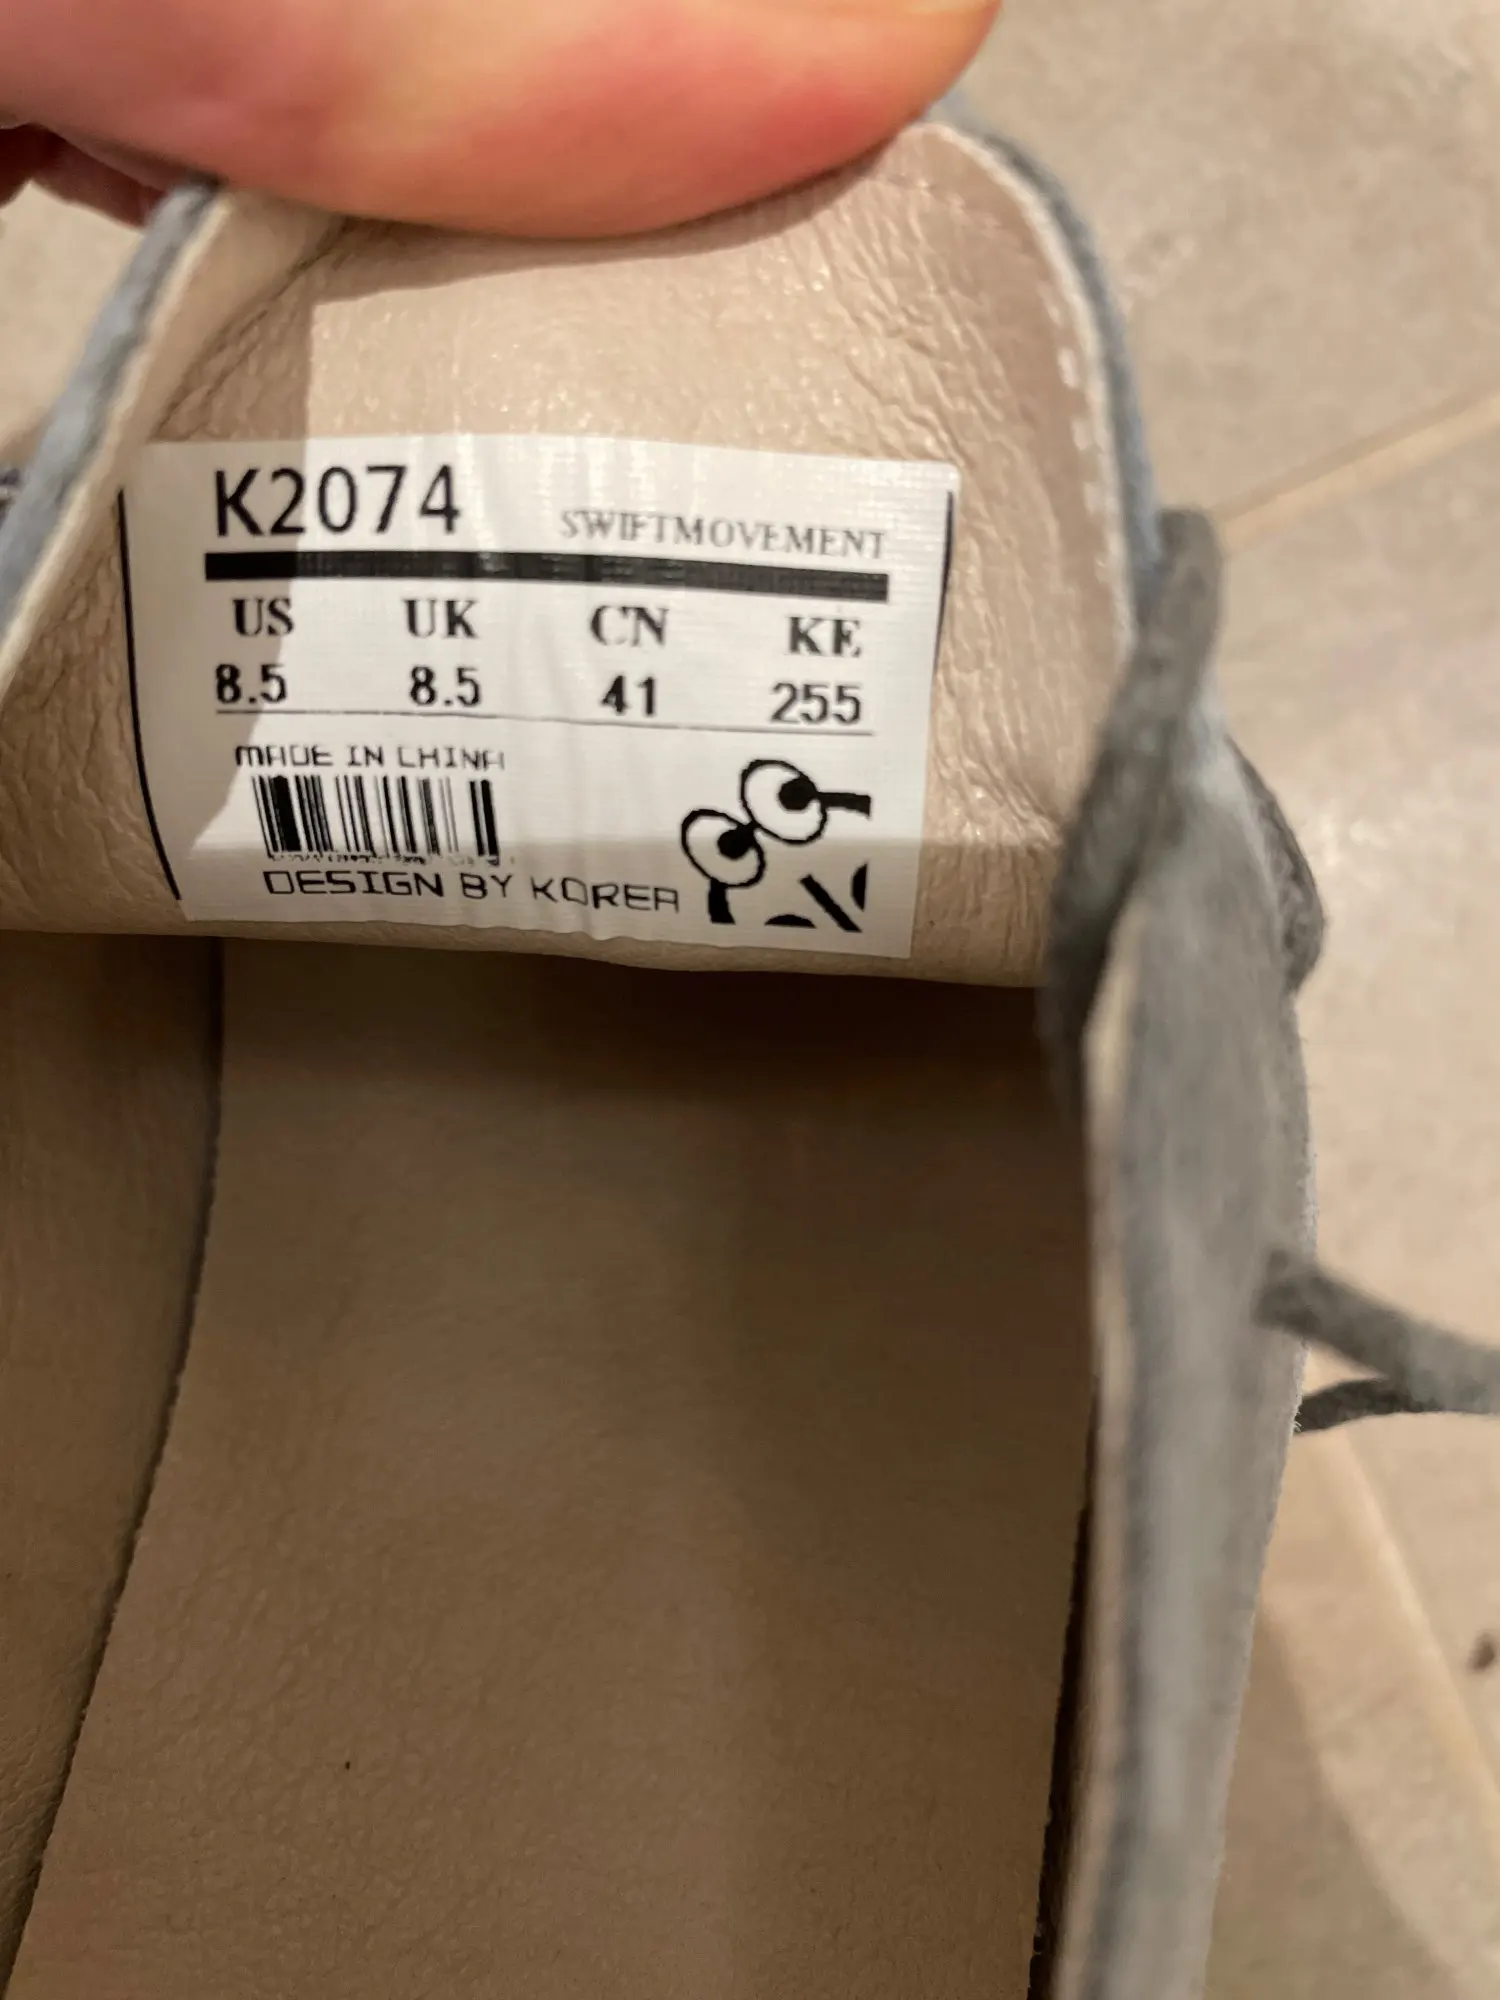 K2074 SWIFTMOVEMENT
US UK CN KE
8.5 8.5 41 255
MADE IN CHINA
DESIGN BY KOREA